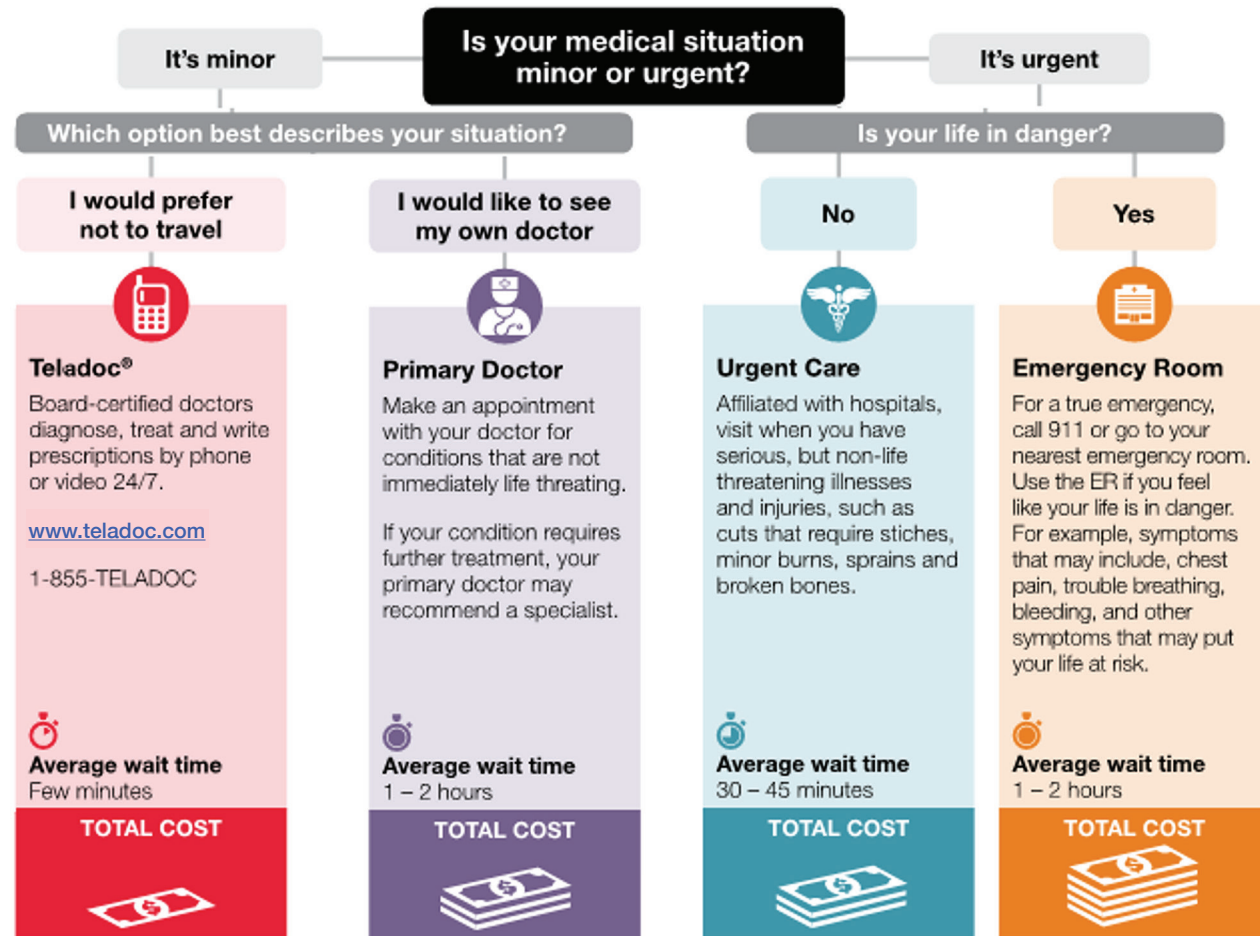 Is your medical situation
minor or urgent?
It's minor
It's urgent
Which option best describes your situation?
Is your life in danger?
I would prefer
not to travel
I would like to see
my own doctor
No
Yes
Teladoc®
Board-certified doctors
diagnose, treat and write
prescriptions by phone
or video 24/7.
www.teladoc.com
1-855-TELADOC
Average wait time
Few minutes
TOTAL COST
Primary Doctor
Make an appointment
with your doctor for
conditions that are not
immediately life threating.
If your condition requires
further treatment, your
primary doctor may
recommend a specialist.
Average wait time
1 – 2 hours
TOTAL COST
Urgent Care
Affiliated with hospitals,
visit when you have
serious, but non-life
threatening illnesses
and injuries, such as
cuts that require stiches,
minor burns, sprains and
broken bones.
Average wait time
30 – 45 minutes
TOTAL COST
Emergency Room
For a true emergency,
call 911 or go to your
nearest emergency room.
Use the ER if you feel
like your life is in danger.
For example, symptoms
that may include, chest
pain, trouble breathing,
bleeding, and other
symptoms that may put
your life at risk.
Average wait time
1 – 2 hours
TOTAL COST